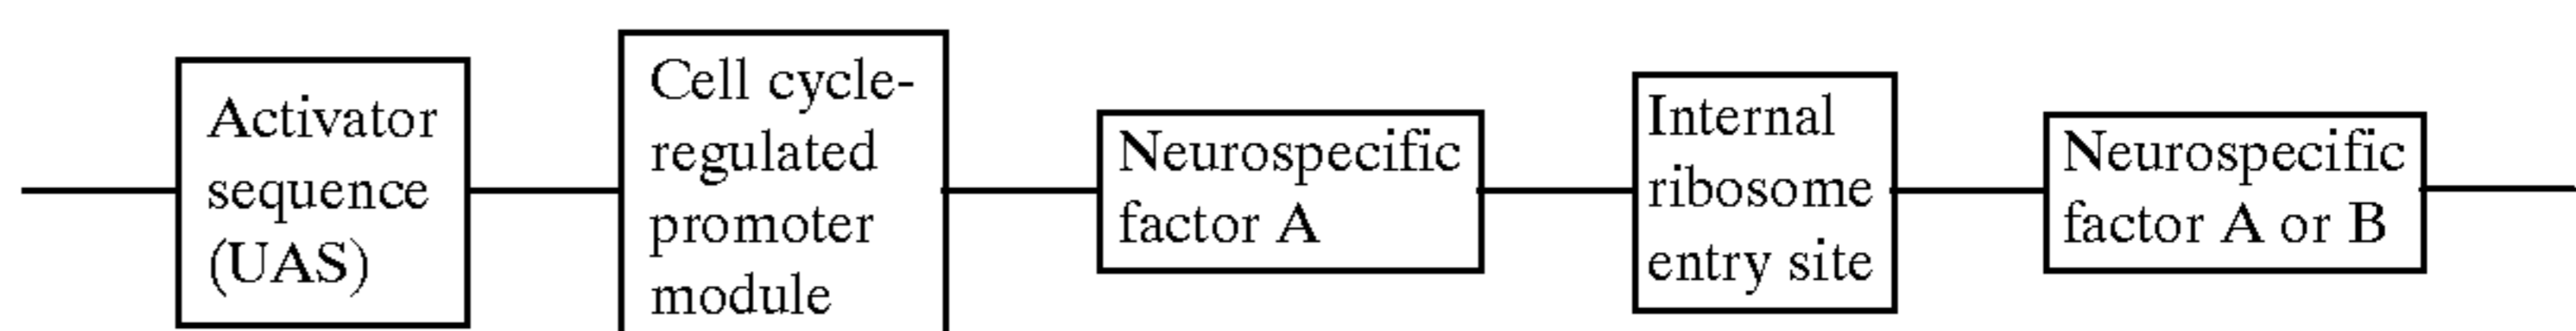 Activator
sequence
(UAS)
Cell cycle-
regulated
promoter
module
Neurospecific
factor A
Internal
ribosome
entry site
Neurospecific
factor A or B